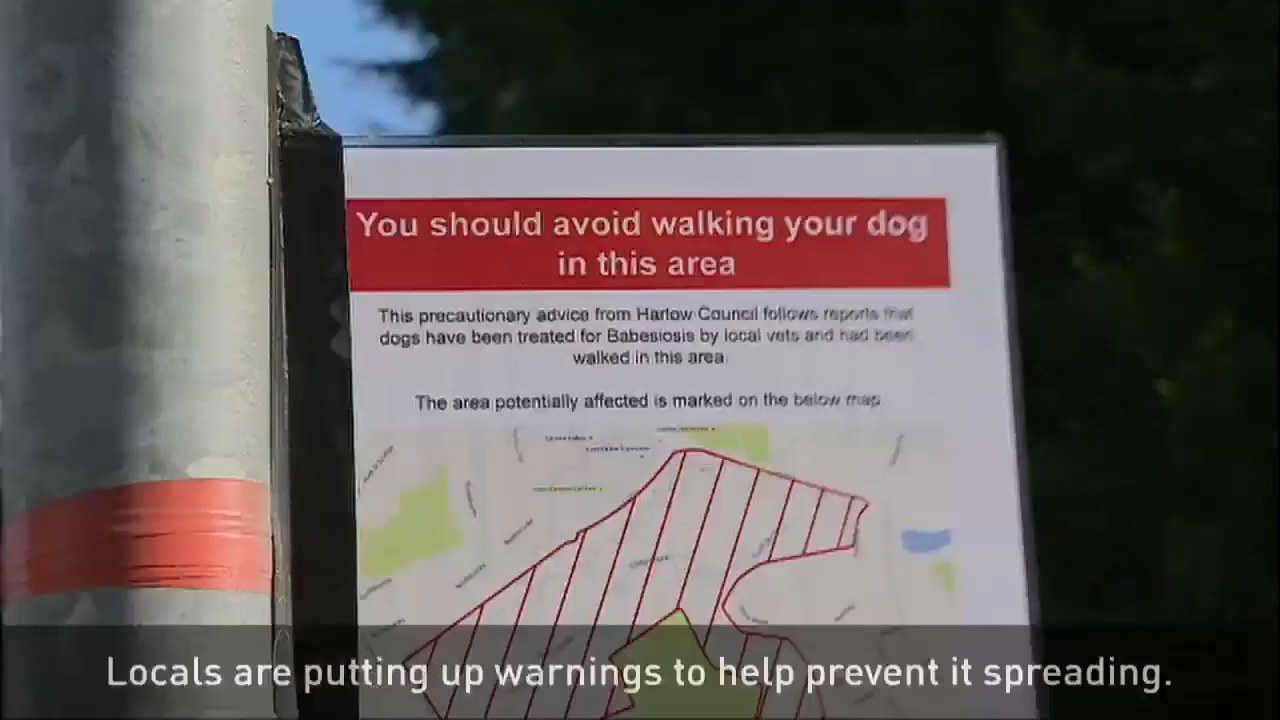 You should avoid walking your dog
in this area
This precautionary advice from Harlow Council follows reports that
dogs have been treated for Babesiosis by local vets and had been
walked in this area
The area potentially affected is marked on the below map
Locals are putting up warnings to help prevent it spreading.